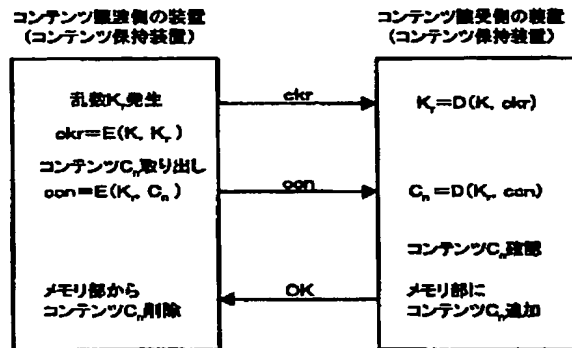 コンテンツ譲渡側の装置
(コンテンツ保持装置)
コンテンツ譲受側の装置
(コンテンツ保持装置)
乱数Kr発生
ckr
Kr=D(K, ckr)
ckr=E(K, Kr)
コンテンツCn取り出し
ccn=E(Kr, Cn)
ccn
Cn=D(Kr, ccn)
コンテンツCn確認
メモリ部から
コンテンツCn削除
OK
メモリ部に
コンテンツCn追加